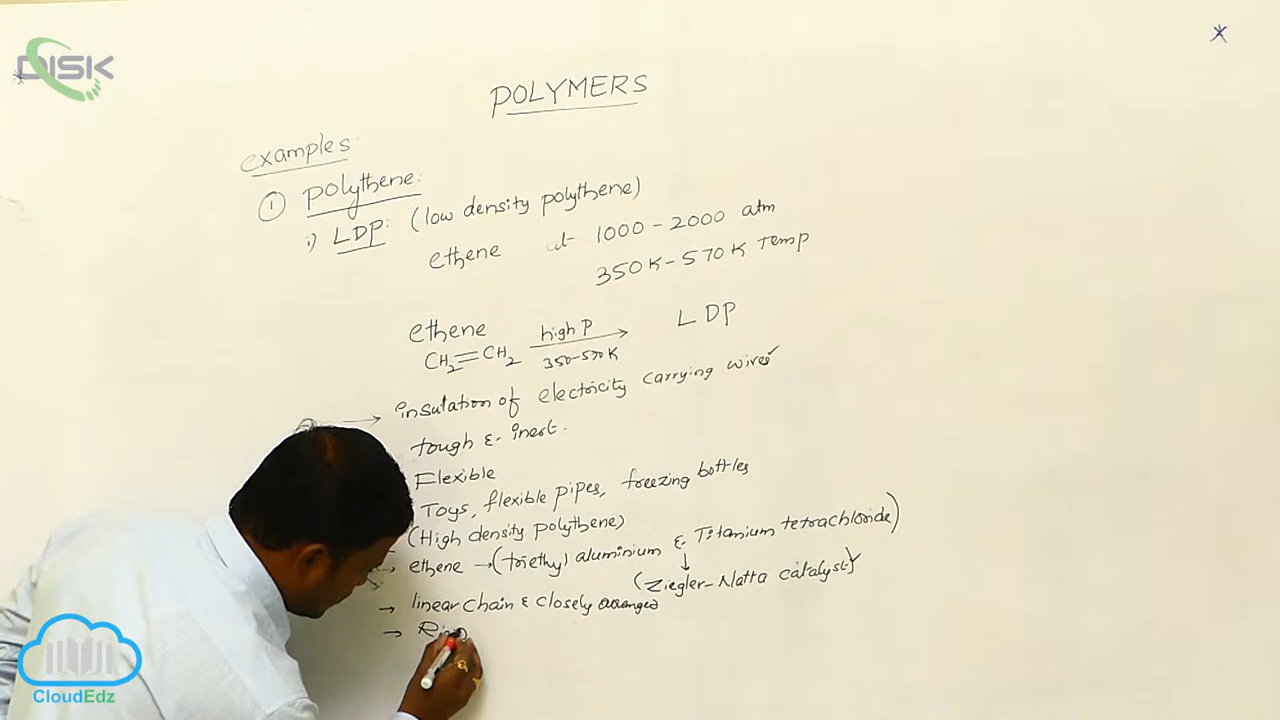 DISK
POLYMERS
examples:
① polythene:
i) LDP: (low density polythene)
ethene at 1000-2000 atm
350K-570K Temp
ethene high P LDP
CH2=CH2 350-570K
→ insulation of electricity carrying wires
tough & inert.
Flexible
Toys, flexible pipes, freezing bottles
(High density polythene)
→ ethene →(triethyl aluminium & Titanium tetrachloride)
↓
(Ziegler-Natta catalyst)
→ linear chain & closely arranged
→ Rig
CloudEdz